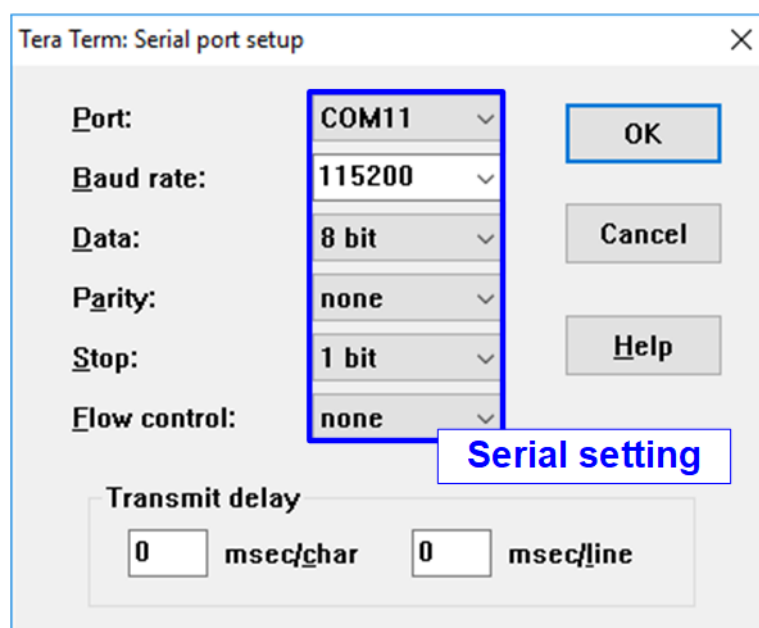 Tera Term: Serial port setup
Port: COM11 OK
Baud rate: 115200
Data: 8 bit Cancel
Parity: none
Stop: 1 bit Help
Flow control: none
Serial setting
Transmit delay
0 msec/char 0 msec/line